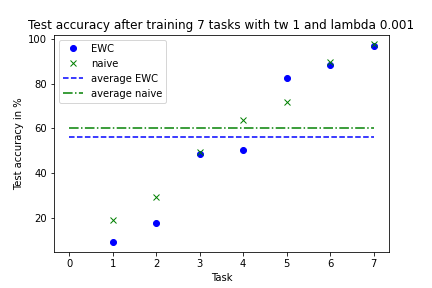 Test accuracy after training 7 tasks with tw 1 and lambda 0.001
EWC
naive
average EWC
average naive
Test accuracy in %
100
80
60
40
20
0 1 2 3 4 5 6 7
Task